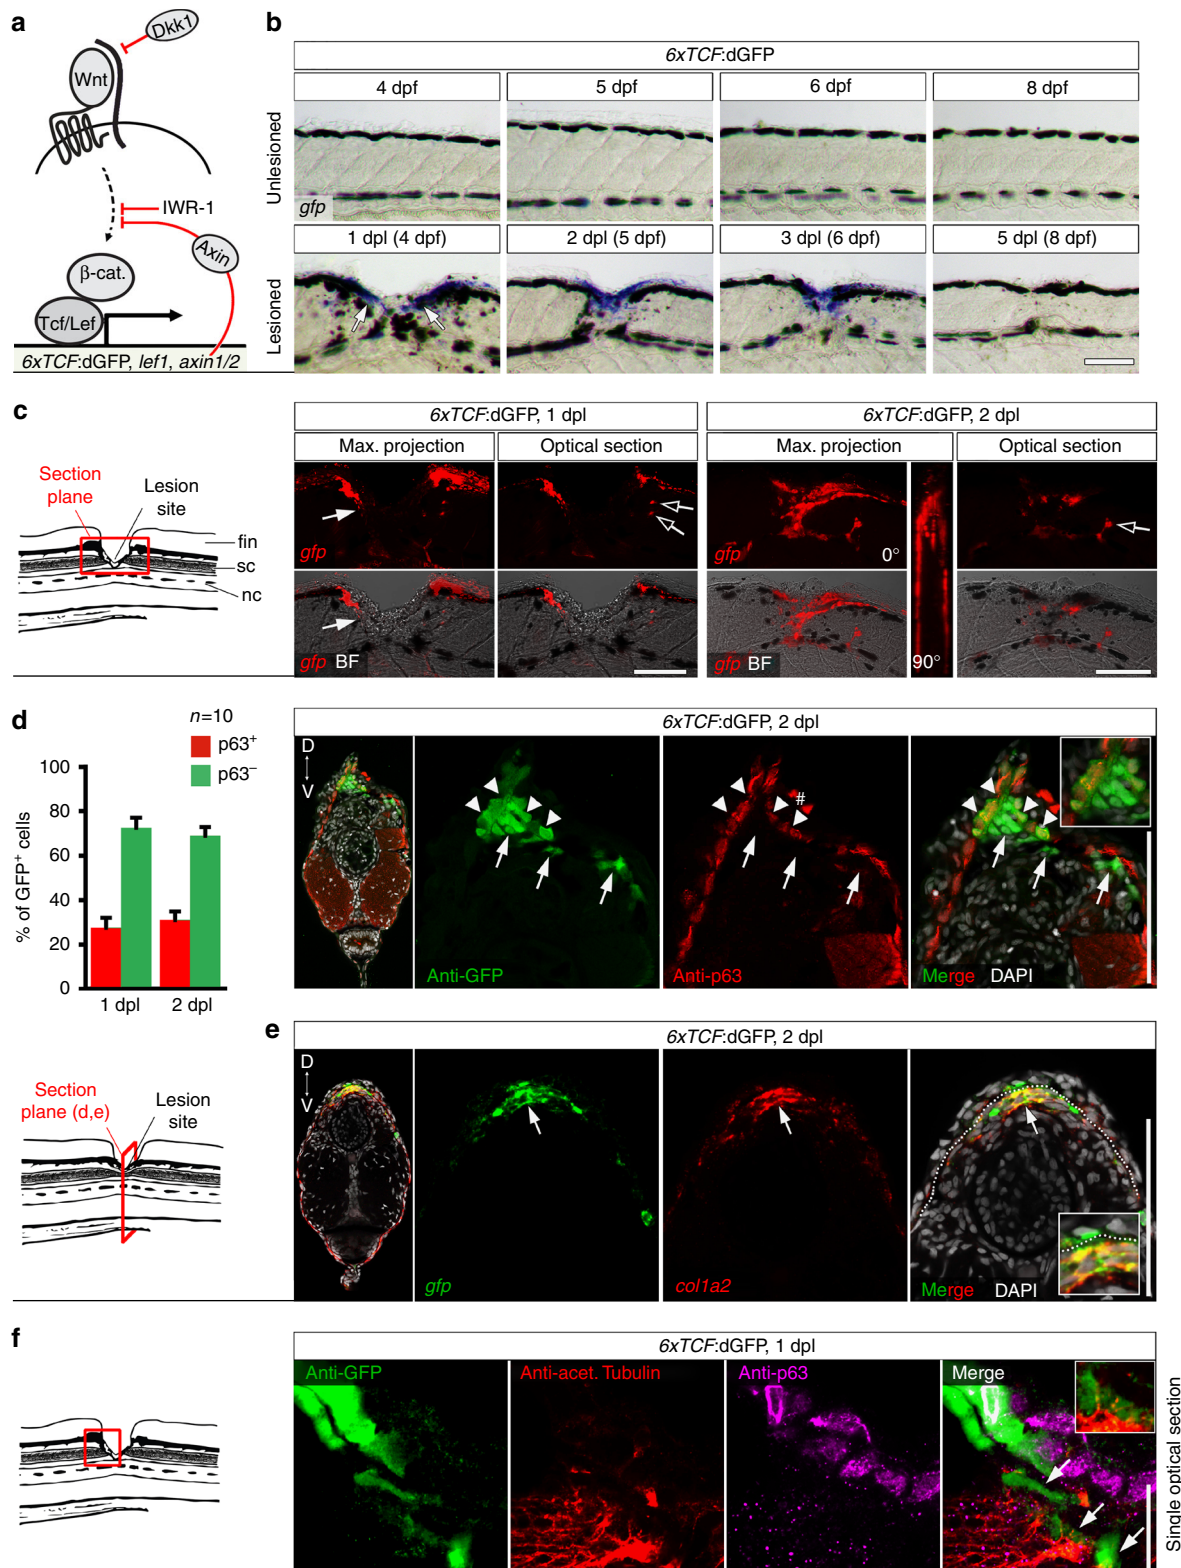 a
Dkk1
Wnt
IWR-1
Axin
β-cat.
Tcf/Lef
6xTCF:dGFP, lef1, axin1/2
b
6xTCF:dGFP
4 dpf
5 dpf
6 dpf
8 dpf
Unlesioned
gfp
1 dpl (4 dpf)
2 dpl (5 dpf)
3 dpl (6 dpf)
5 dpl (8 dpf)
Lesioned
c
Section
plane
Lesion
site
fin
sc
nc
6xTCF:dGFP, 1 dpl
Max. projection
Optical section
gfp
gfp BF
6xTCF:dGFP, 2 dpl
Max. projection
Optical section
gfp
0°
gfp BF
90°
d
n=10
p63+
p63−
% of GFP+ cells
100
80
60
40
20
0
1 dpl
2 dpl
6xTCF:dGFP, 2 dpl
D
V
Anti-GFP
#
Anti-p63
Merge DAPI
Section
plane (d,e)
Lesion
site
e
6xTCF:dGFP, 2 dpl
D
V
gfp
col1a2
Merge DAPI
f
6xTCF:dGFP, 1 dpl
Anti-GFP
Anti-acet. Tubulin
Anti-p63
Merge
Single optical section